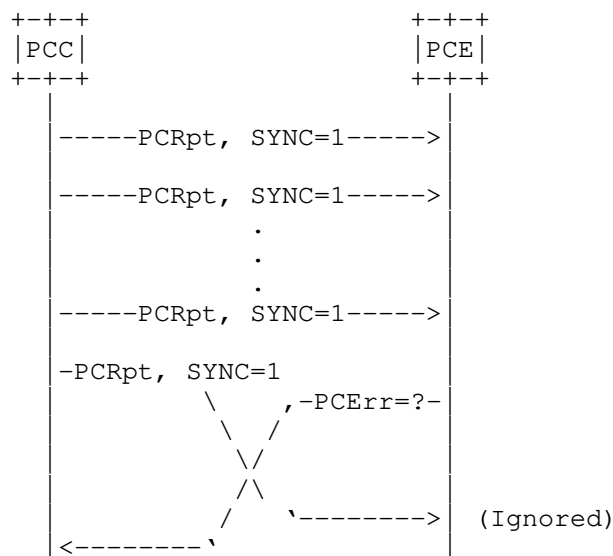 +-+-+                    +-+-+
|PCC|                    |PCE|
+-+-+                    +-+-+
  |                        |
  |-----PCRpt, SYNC=1----->|
  |                        |
  |-----PCRpt, SYNC=1----->|
  |            .           |
  |            .           |
  |            .           |
  |-----PCRpt, SYNC=1----->|
  |                        |
  |-PCRpt, SYNC=1          |
  |         \    ,-PCErr=?-|
  |          \  /          |
  |           \/           |
  |           /\           |
  |          /  `--------->|  (Ignored)
  |<--------`              |